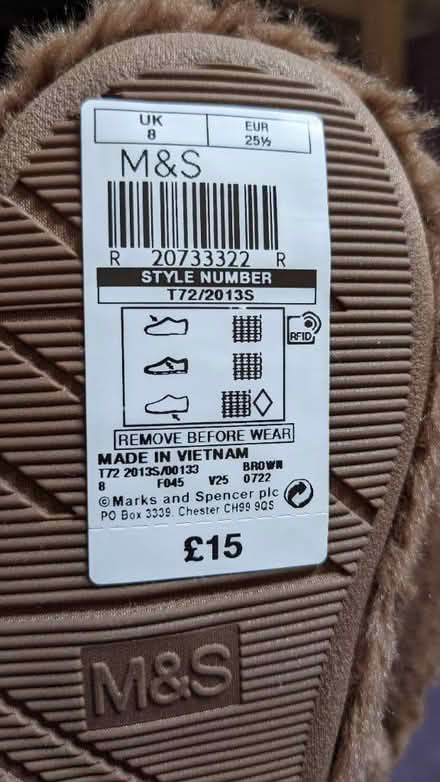 UK EUR
8 25½
M&S
R 20733322 R
STYLE NUMBER
T72/2013S
RFID
REMOVE BEFORE WEAR
MADE IN VIETNAM
T72 2013S/00133 BROWN
8 F045 V25 0722
©Marks and Spencer plc
PO Box 3339. Chester CH99 9QS
£15
M&S